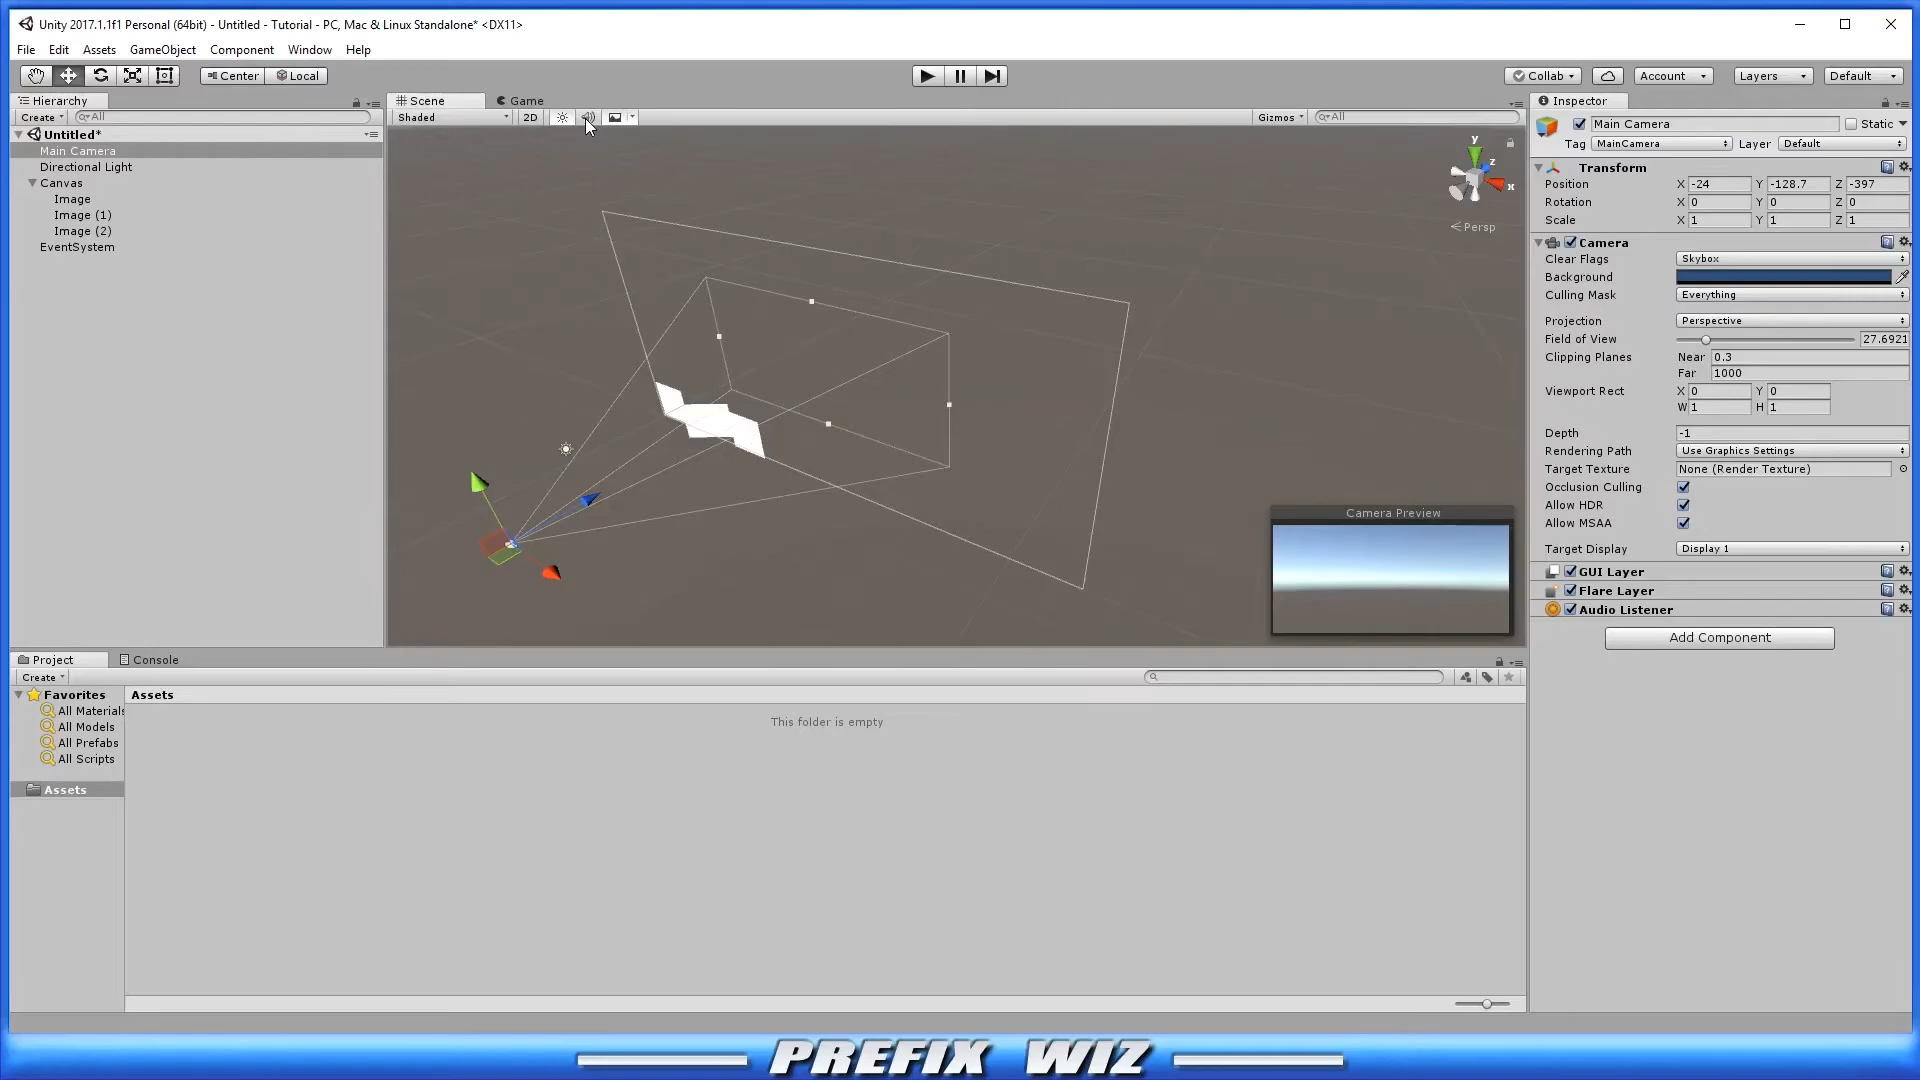 Unity 2017.1.1f1 Personal (64bit) - Untitled - Tutorial - PC, Mac & Linux Standalone* <DX11>
File Edit Assets GameObject Component Window Help
Center Local Collab Account Layers Default
Hierarchy
Create All
Untitled*
Main Camera
Directional Light
Canvas
Image
Image (1)
Image (2)
EventSystem
Scene Game
Shaded 2D Gizmos All
y
z
x
Persp
Camera Preview
Inspector
Main Camera Static
Tag MainCamera Layer Default
Transform
Position X -24 Y -128.7 Z -397
Rotation X 0 Y 0 Z 0
Scale X 1 Y 1 Z 1
Camera
Clear Flags Skybox
Background
Culling Mask Everything
Projection Perspective
Field of View 27.6921
Clipping Planes Near 0.3
Far 1000
Viewport Rect X 0 Y 0
W 1 H 1
Depth -1
Rendering Path Use Graphics Settings
Target Texture None (Render Texture)
Occlusion Culling
Allow HDR
Allow MSAA
Target Display Display 1
GUI Layer
Flare Layer
Audio Listener
Add Component
Project Console
Create
Favorites
All Materials
All Models
All Prefabs
All Scripts
Assets
Assets
This folder is empty
PREFIX WIZ